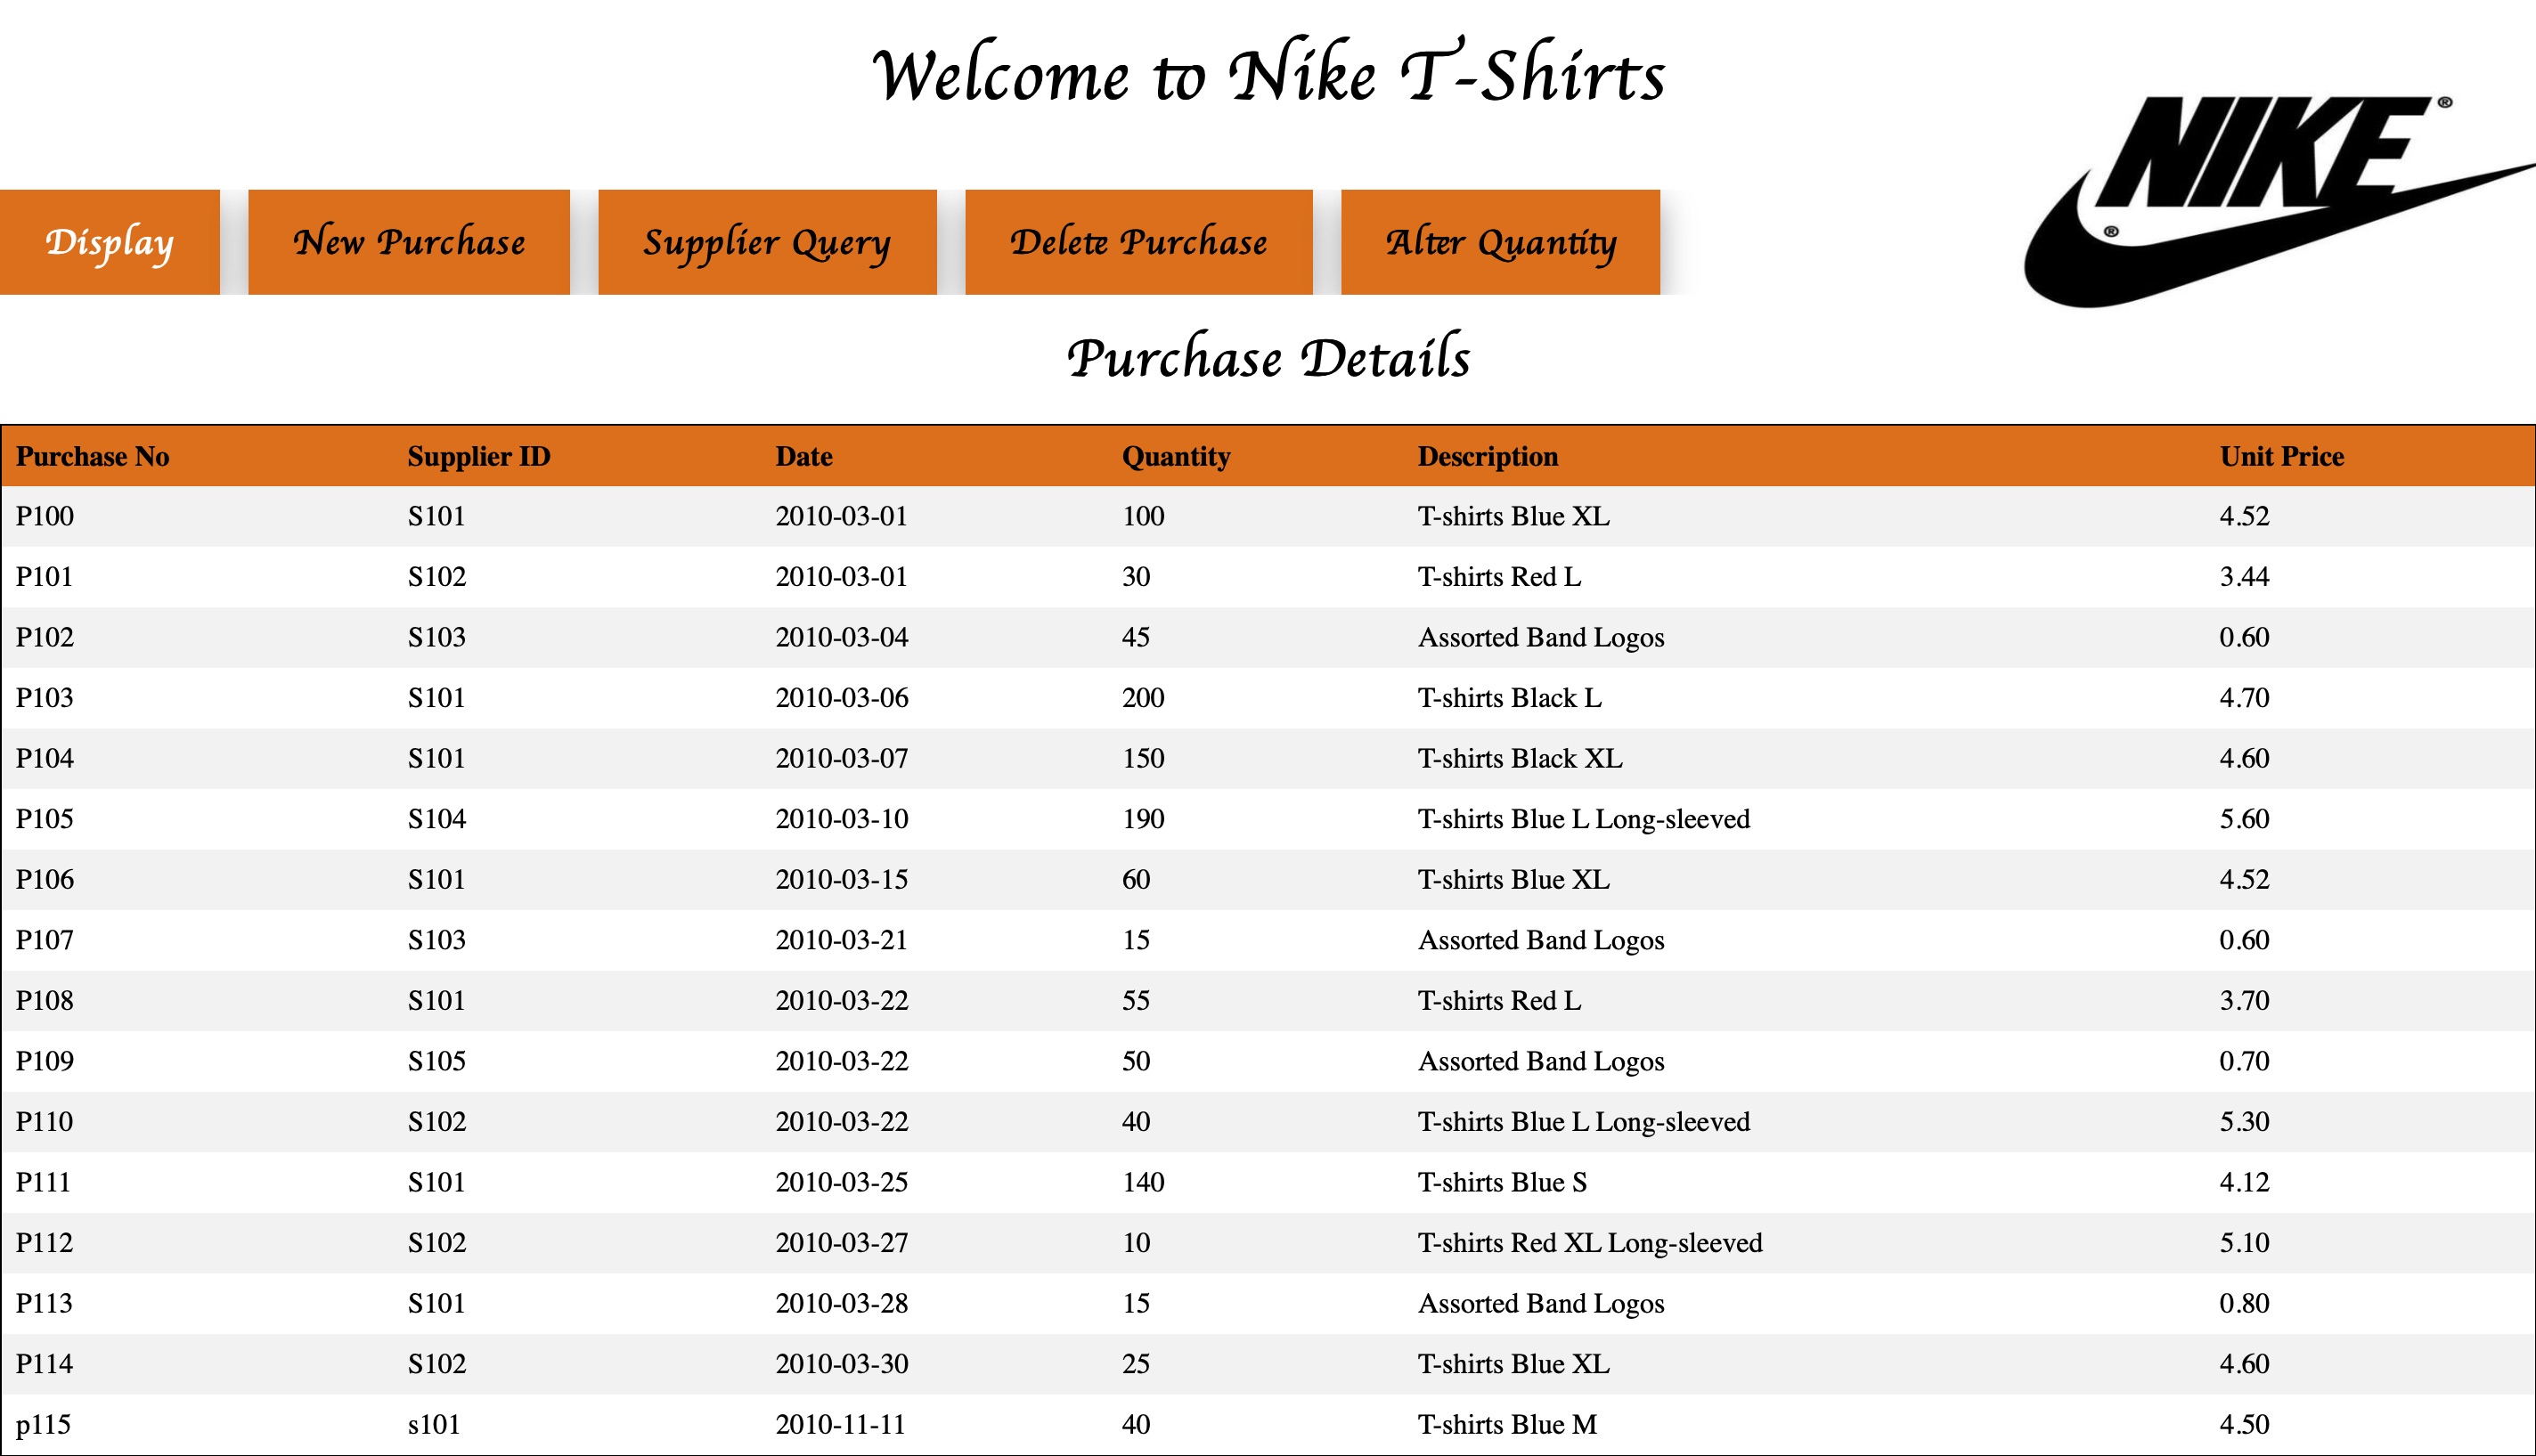 Welcome to Nike T-Shirts
NIKE®
®
Display New Purchase Supplier Query Delete Purchase Alter Quantity
Purchase Details
Purchase No Supplier ID Date Quantity Description Unit Price
P100 S101 2010-03-01 100 T-shirts Blue XL 4.52
P101 S102 2010-03-01 30 T-shirts Red L 3.44
P102 S103 2010-03-04 45 Assorted Band Logos 0.60
P103 S101 2010-03-06 200 T-shirts Black L 4.70
P104 S101 2010-03-07 150 T-shirts Black XL 4.60
P105 S104 2010-03-10 190 T-shirts Blue L Long-sleeved 5.60
P106 S101 2010-03-15 60 T-shirts Blue XL 4.52
P107 S103 2010-03-21 15 Assorted Band Logos 0.60
P108 S101 2010-03-22 55 T-shirts Red L 3.70
P109 S105 2010-03-22 50 Assorted Band Logos 0.70
P110 S102 2010-03-22 40 T-shirts Blue L Long-sleeved 5.30
P111 S101 2010-03-25 140 T-shirts Blue S 4.12
P112 S102 2010-03-27 10 T-shirts Red XL Long-sleeved 5.10
P113 S101 2010-03-28 15 Assorted Band Logos 0.80
P114 S102 2010-03-30 25 T-shirts Blue XL 4.60
p115 s101 2010-11-11 40 T-shirts Blue M 4.50